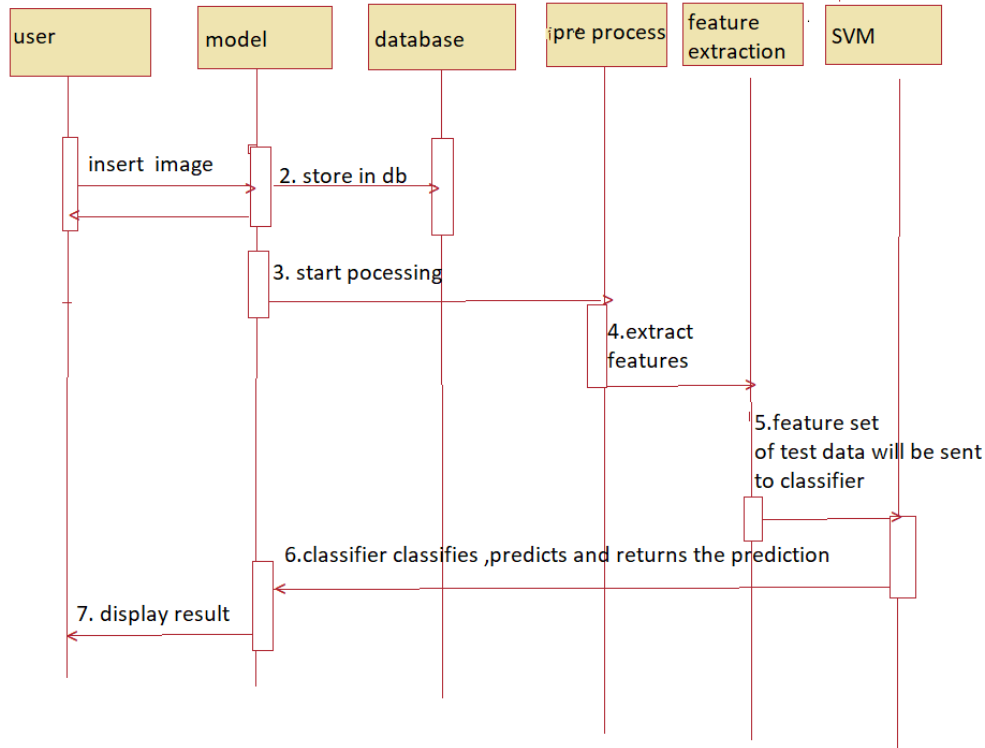 user
model
database
pre process
feature
extraction
SVM
insert image
2. store in db
3. start pocessing
4.extract
features
5.feature set
of test data will be sent
to classifier
6.classifier classifies ,predicts and returns the prediction
7. display result